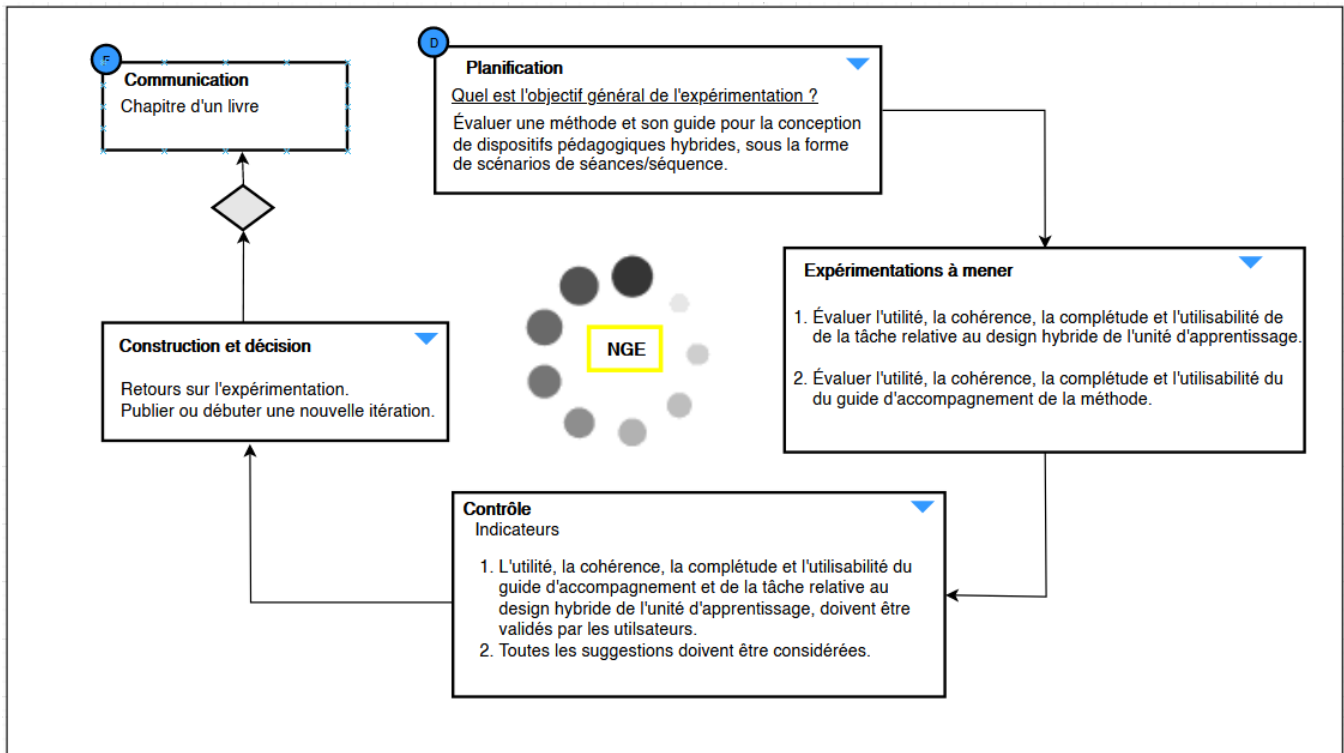 D
Planification
Quel est l'objectif général de l'expérimentation ?
Évaluer une méthode et son guide pour la conception
de dispositifs pédagogiques hybrides, sous la forme
de scénarios de séances/séquence.
Expérimentations à mener
1. Évaluer l'utilité, la cohérence, la complétude et l'utilisabilité de
de la tâche relative au design hybride de l'unité d'apprentissage.
2. Évaluer l'utilité, la cohérence, la complétude et l'utilisabilité du
du guide d'accompagnement de la méthode.
Contrôle
Indicateurs
1. L'utilité, la cohérence, la complétude et l'utilisabilité du
guide d'accompagnement et de la tâche relative au
design hybride de l'unité d'apprentissage, doivent être
validés par les utilsateurs.
2. Toutes les suggestions doivent être considérées.
Construction et décision
Retours sur l'expérimentation.
Publier ou débuter une nouvelle itération.
Communication
Chapitre d'un livre
NGE